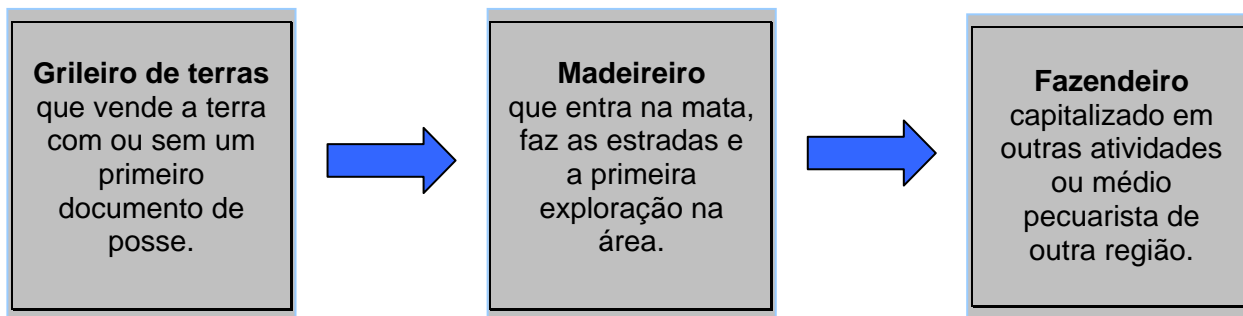 Grileiro de terras
que vende a terra
com ou sem um
primeiro
documento de
posse.
Madeireiro
que entra na mata,
faz as estradas e
a primeira
exploração na
área.
Fazendeiro
capitalizado em
outras atividades
ou médio
pecuarista de
outra região.